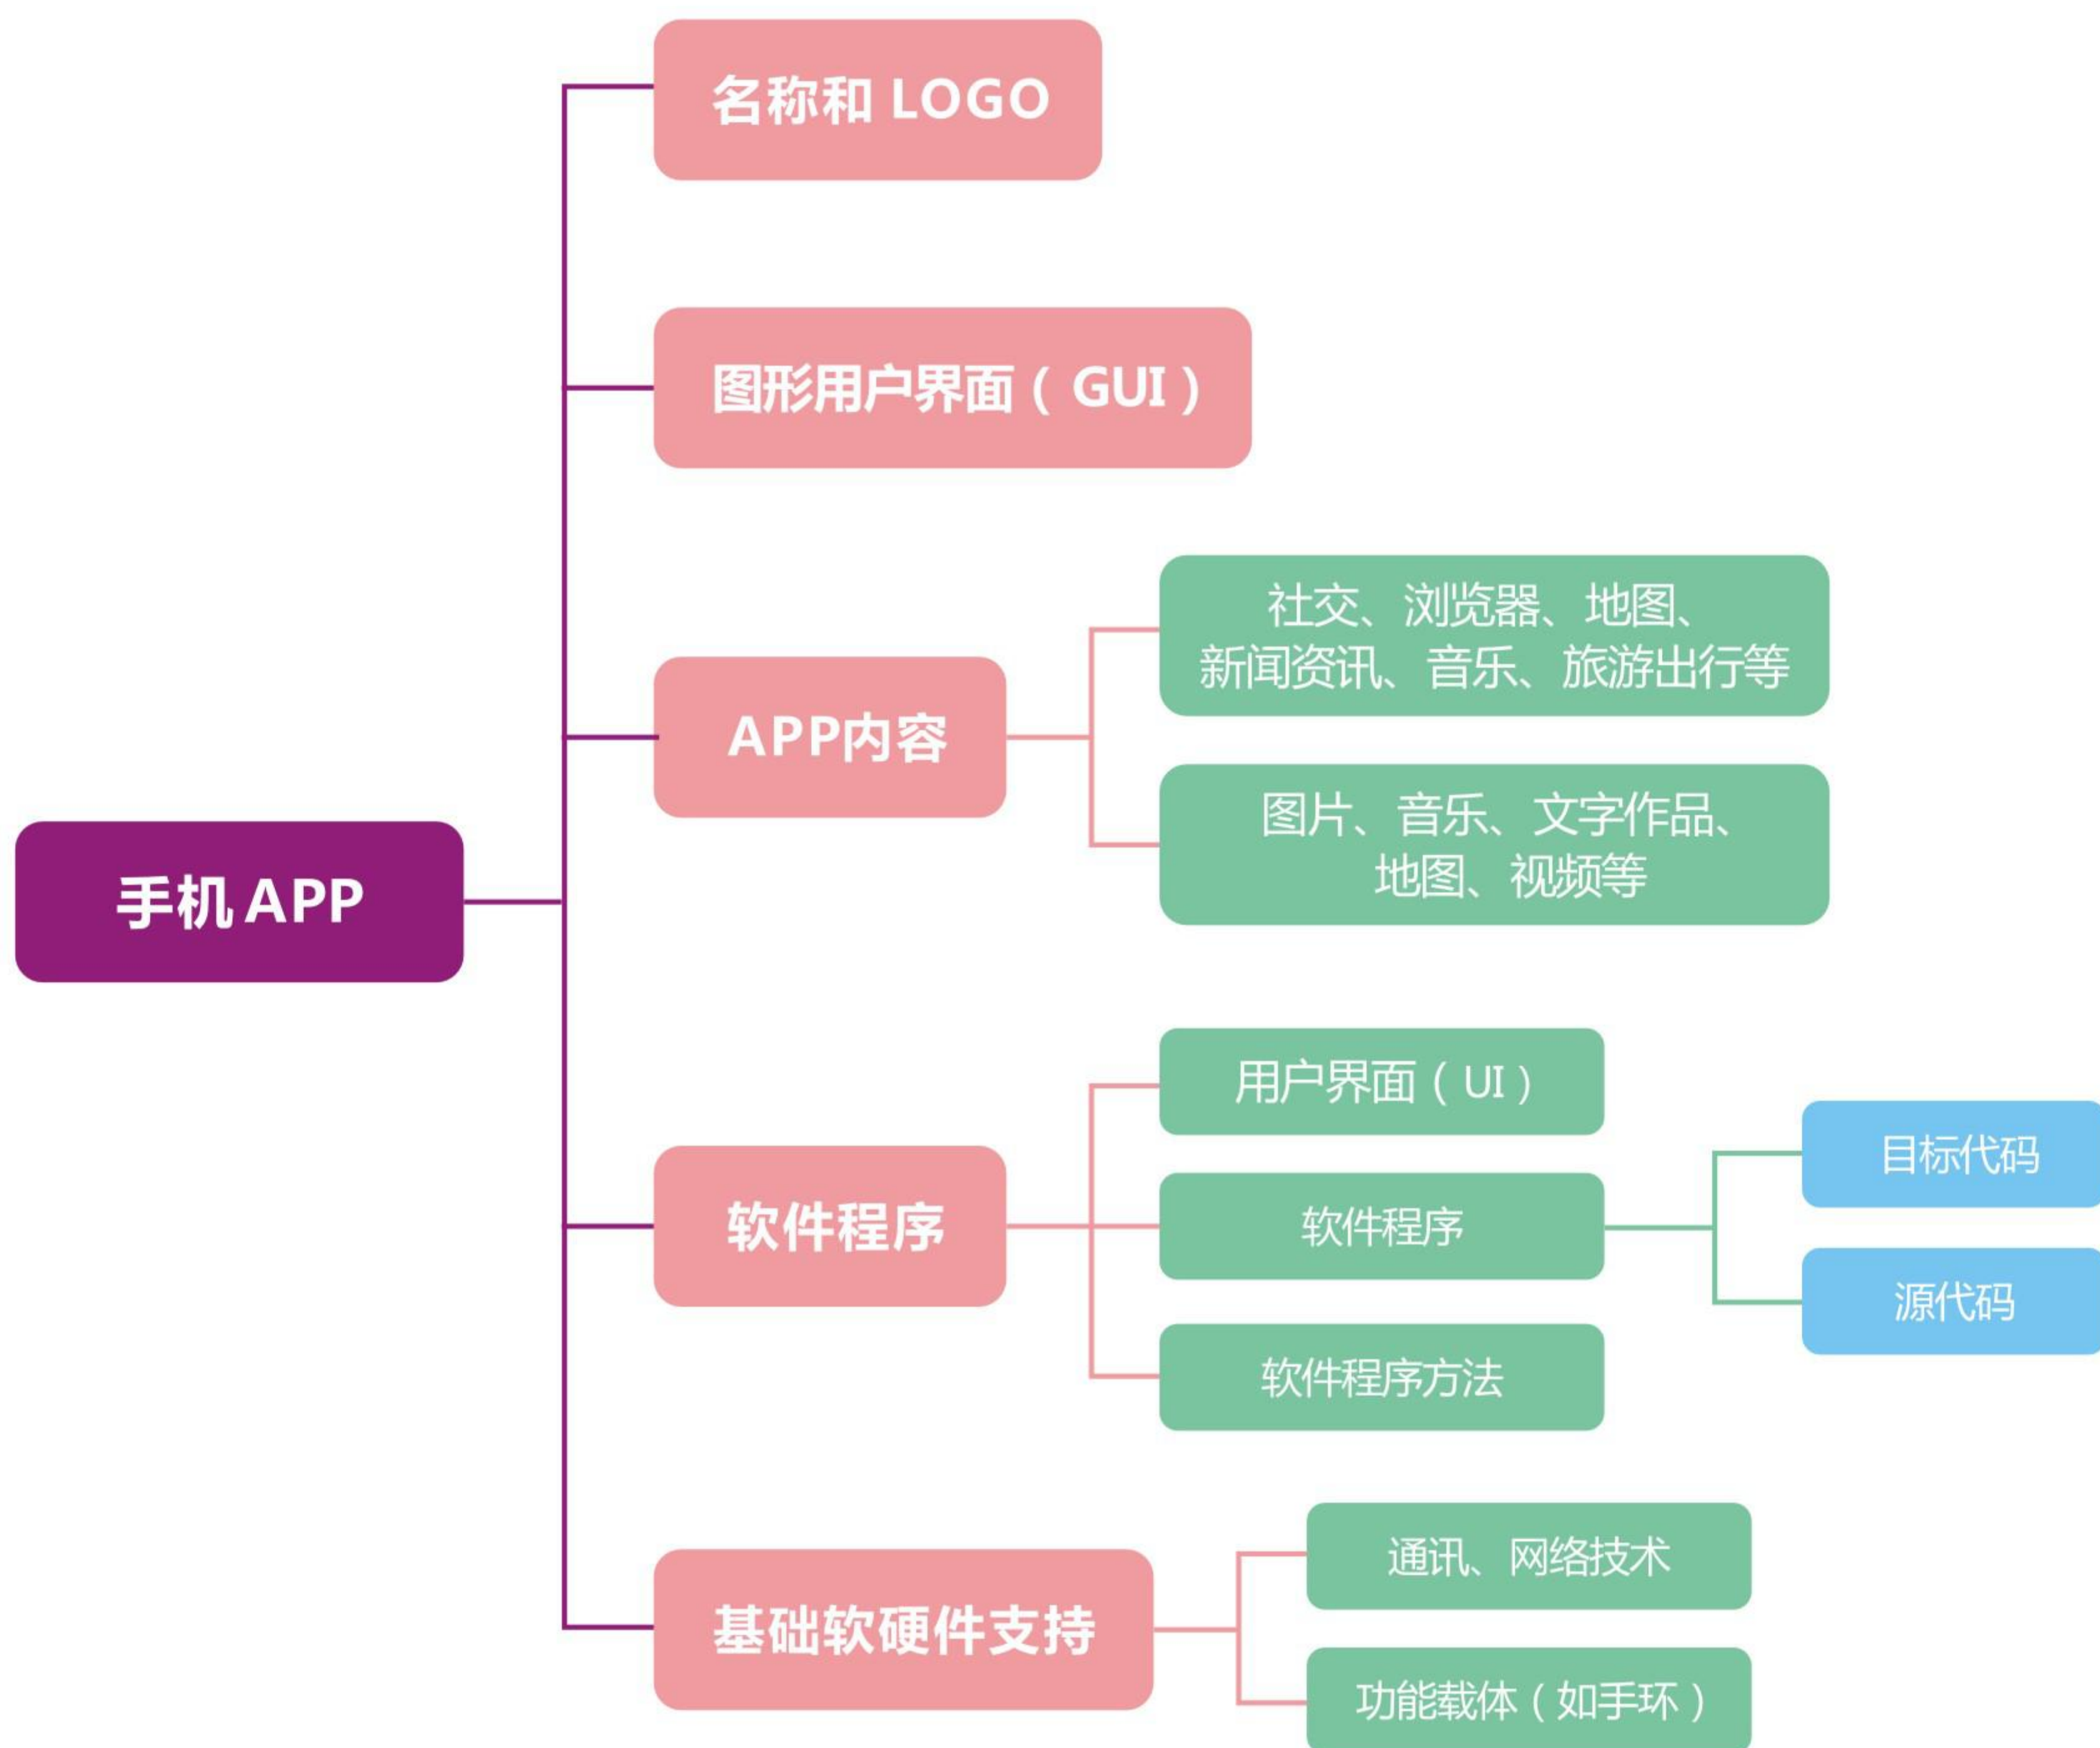 名称和 LOGO
图形用户界面（ GUI ）
APP内容
社交、浏览器、地图、
新闻资讯、音乐、旅游出行等
图片、音乐、文字作品、
地图、视频等
手机 APP
软件程序
用户界面（ UI ）
软件程序
目标代码
源代码
软件程序方法
基础软硬件支持
通讯、网络技术
功能载体（ 如手环 ）